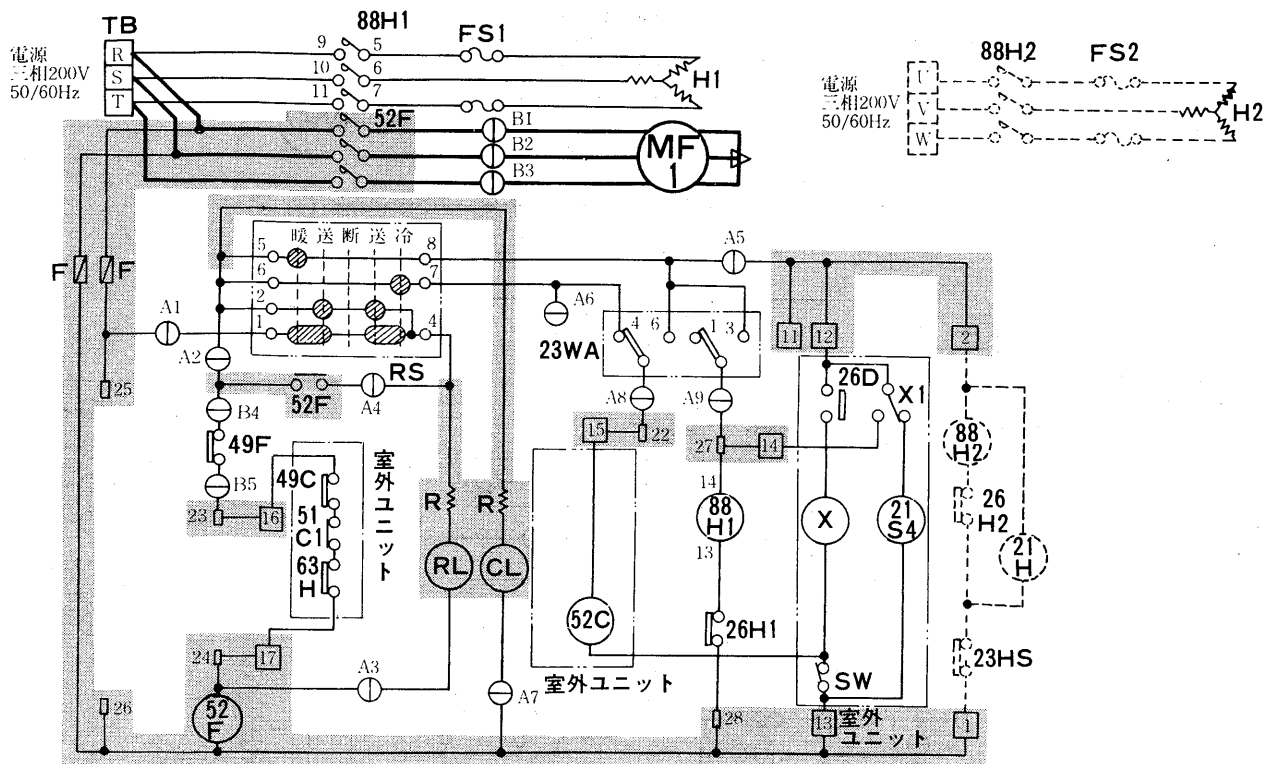 TB
電源
三相200V
50/60Hz
R
S
T
88H1
9
5
10
6
11
7
FS1
H1
52F
B1
B2
B3
MF
1
電源
三相200V
50/60Hz
U
V
W
88H2
FS2
H2
F
F
A1
25
暖 送 断 送 冷
5
8
6
7
2
1
4
RS
A2
52F
A4
B4
49F
B5
23
16
49C
51
C1
63
H
室外ユニット
24
17
A3
52
F
26
R
R
RL
CL
A7
A5
A6
4
6
1
3
23WA
A8
A9
15
22
27
14
52C
室外ユニット
14
88
H1
13
26H1
28
11
12
2
26D
X1
X
21
S4
SW
13
室外
ユニット
88
H2
26
H2
21
H
23HS
1